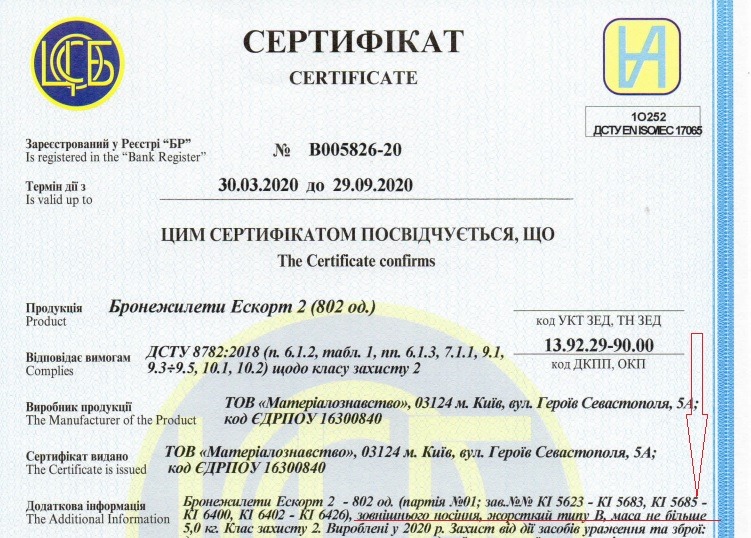 ЦСЄБ
СЕРТИФІКАТ
CERTIFICATE
10252
ДСТУ EN ISO/IEC 17065
Зареєстрований у Реєстрі “БР”
Is registered in the “Bank Register”
№ В005826-20
Термін дії з
Is valid up to
30.03.2020 до 29.09.2020
ЦИМ СЕРТИФІКАТОМ ПОСВІДЧУЄТЬСЯ, ЩО
The Certificate confirms
Продукція
Product
Бронежилети Ескорт 2 (802 од.)
код УКТ ЗЕД, ТН ЗЕД
Відповідає вимогам
Complies
ДСТУ 8782:2018 (п. 6.1.2, табл. 1, пп. 6.1.3, 7.1.1, 9.1,
9.3÷9.5, 10.1, 10.2) щодо класу захисту 2
13.92.29-90.00
код ДКПП, ОКП
Виробник продукції
The Manufacturer of the Product
ТОВ «Матеріалознавство», 03124 м. Київ, вул. Героїв Севастополя, 5А;
код ЄДРПОУ 16300840
Сертифікат видано
The Certificate is issued
ТОВ «Матеріалознавство», 03124 м. Київ, вул. Героїв Севастополя, 5А;
код ЄДРПОУ 16300840
Додаткова інформація
The Additional Information
Бронежилети Ескорт 2 - 802 од. (партія №01; зав.№№ КІ 5623 - КІ 5683, КІ 5685 -
КІ 6400, КІ 6402 - КІ 6426), зовнішнього носіння, жорсткий типу В, маса не більше
5,0 кг. Клас захисту 2. Вироблені у 2020 р. Захист від дії засобів ураження та зброї: